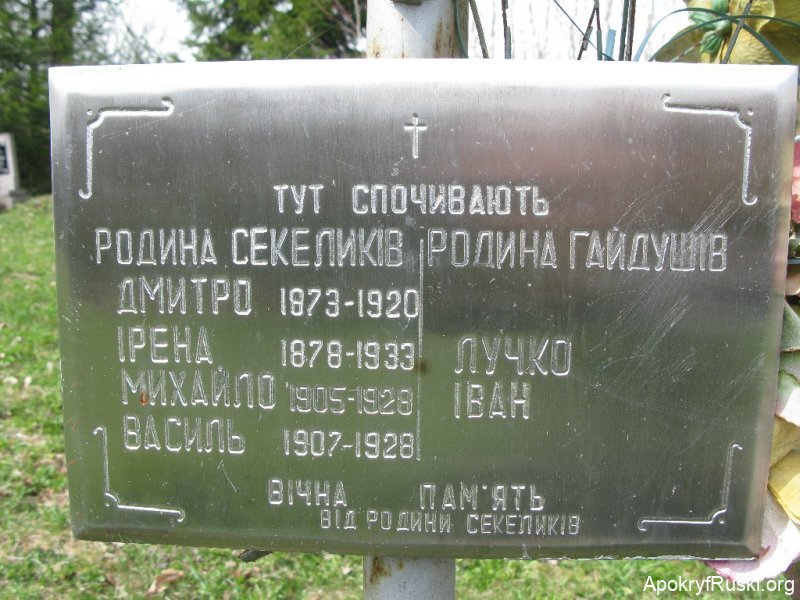 ТУТ СПОЧИВАЮТЬ
РОДИНА СЕКЕЛИКІВ
ДМИТРО 1873-1920
ІРЕНА 1878-1933
МИХАЙЛО 1905-1928
ВАСИЛЬ 1907-1928
РОДИНА ГАЙДУШІВ
ЛУЧКО
ІВАН
ВІЧНА ПАМ'ЯТЬ
ВІД РОДИНИ СЕКЕЛИКІВ
ApokryfRuski.org